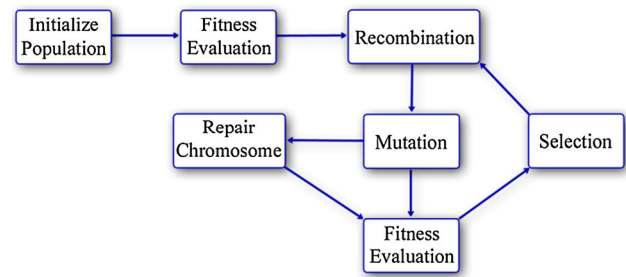 Initialize
Population
Fitness
Evaluation
Recombination
Repair
Chromosome
Mutation
Selection
Fitness
Evaluation